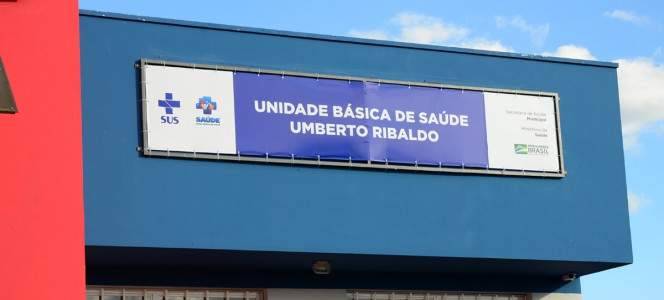 SUS
SAÚDE
UNIDADE BÁSICA DE SAÚDE
UMBERTO RIBALDO
Secretaria de Saúde
Municipal
Ministério da
Saúde
BRASIL